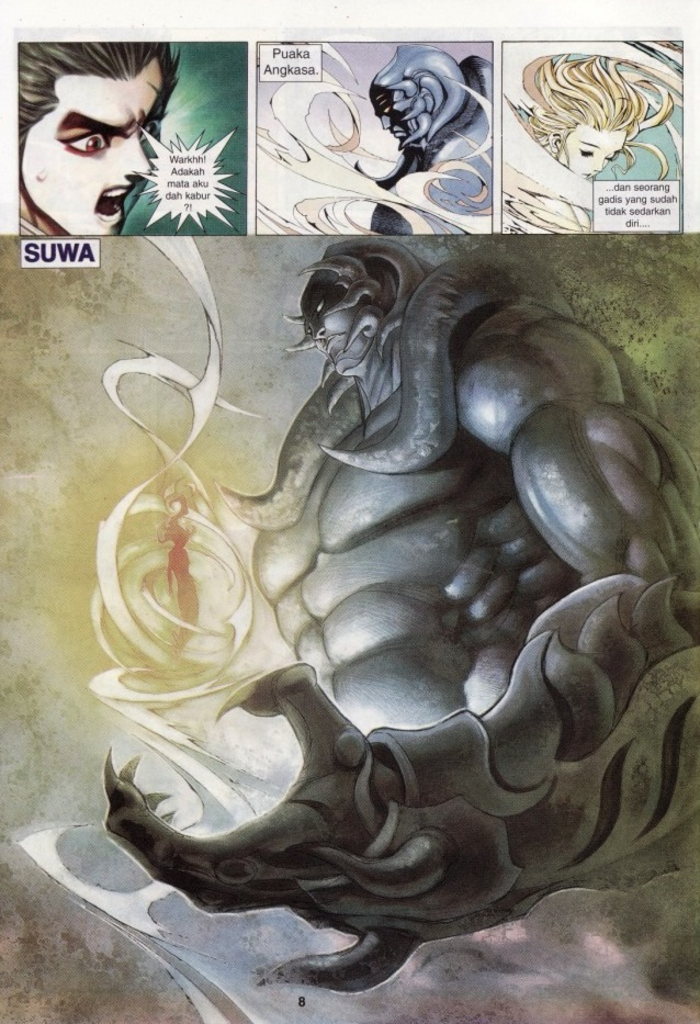 Warkhh!
Adakah
mata aku
dah kabur
?!
Puaka
Angkasa.
...dan seorang
gadis yang sudah
tidak sedarkan
diri....
SUWA
8